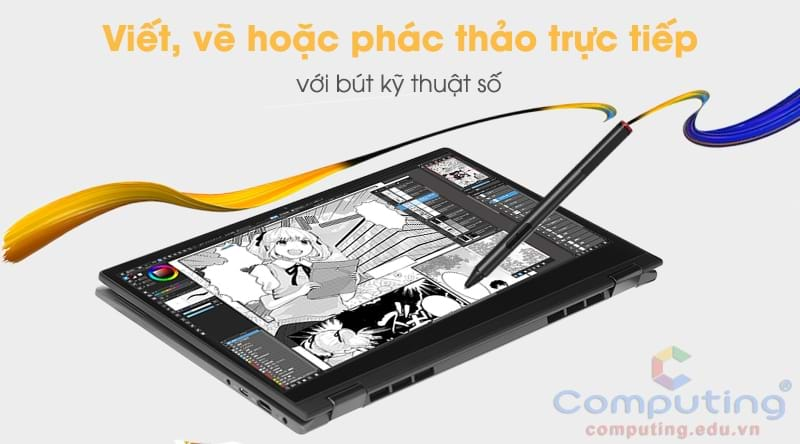 Viết, vẽ hoặc phác thảo trực tiếp
với bút kỹ thuật số
Computing®
computing.edu.vn